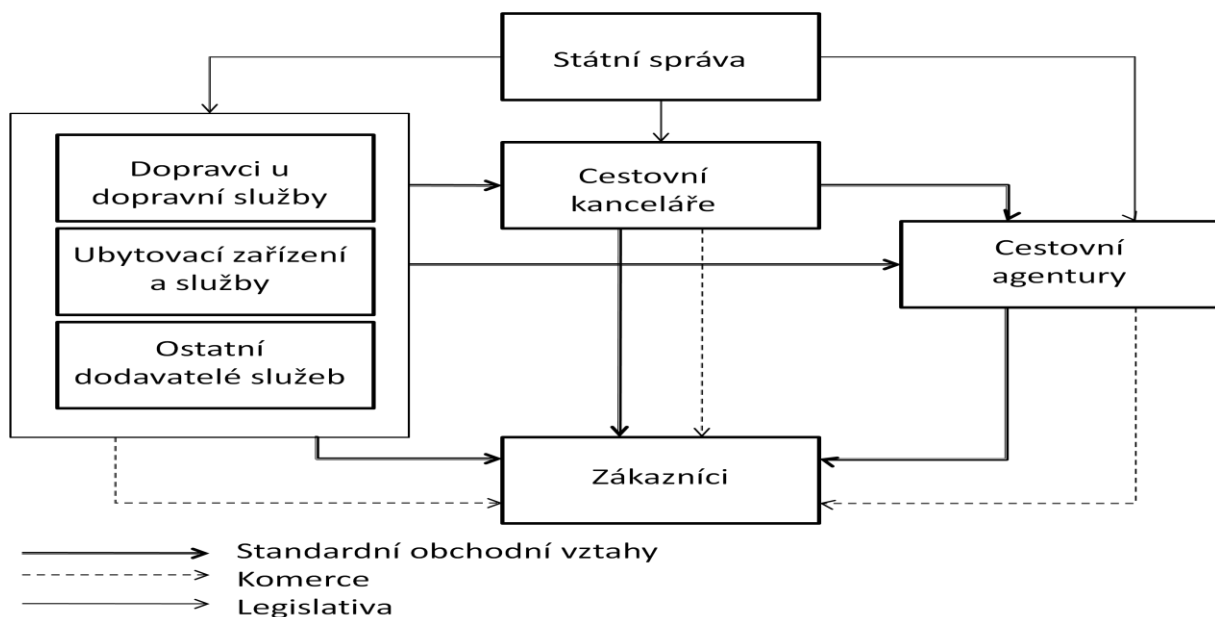 Státní správa
Dopravci u
dopravní služby
Cestovní
kanceláře
Ubytovací zařízení
a služby
Cestovní
agentury
Ostatní
dodavatelé služeb
Zákazníci
Standardní obchodní vztahy
Komerce
Legislativa